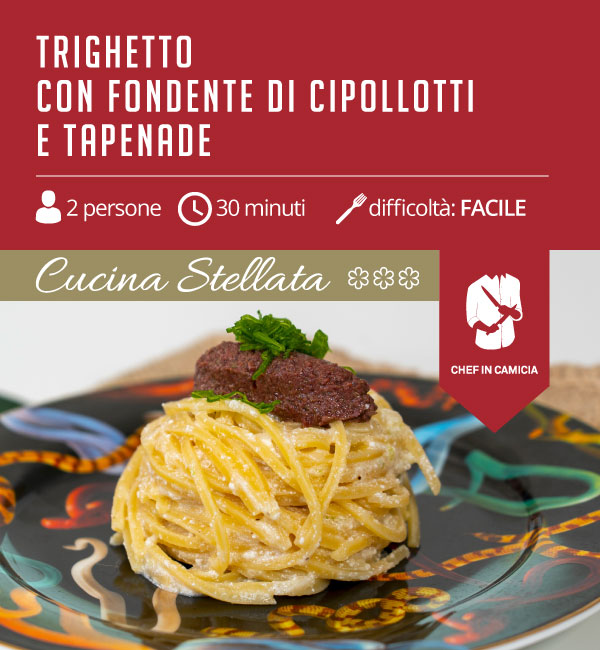 TRIGHETTO
CON FONDENTE DI CIPOLLOTTI
E TAPENADE
2 persone 30 minuti difficoltà: FACILE
Cucina Stellata
CHEF IN CAMICIA